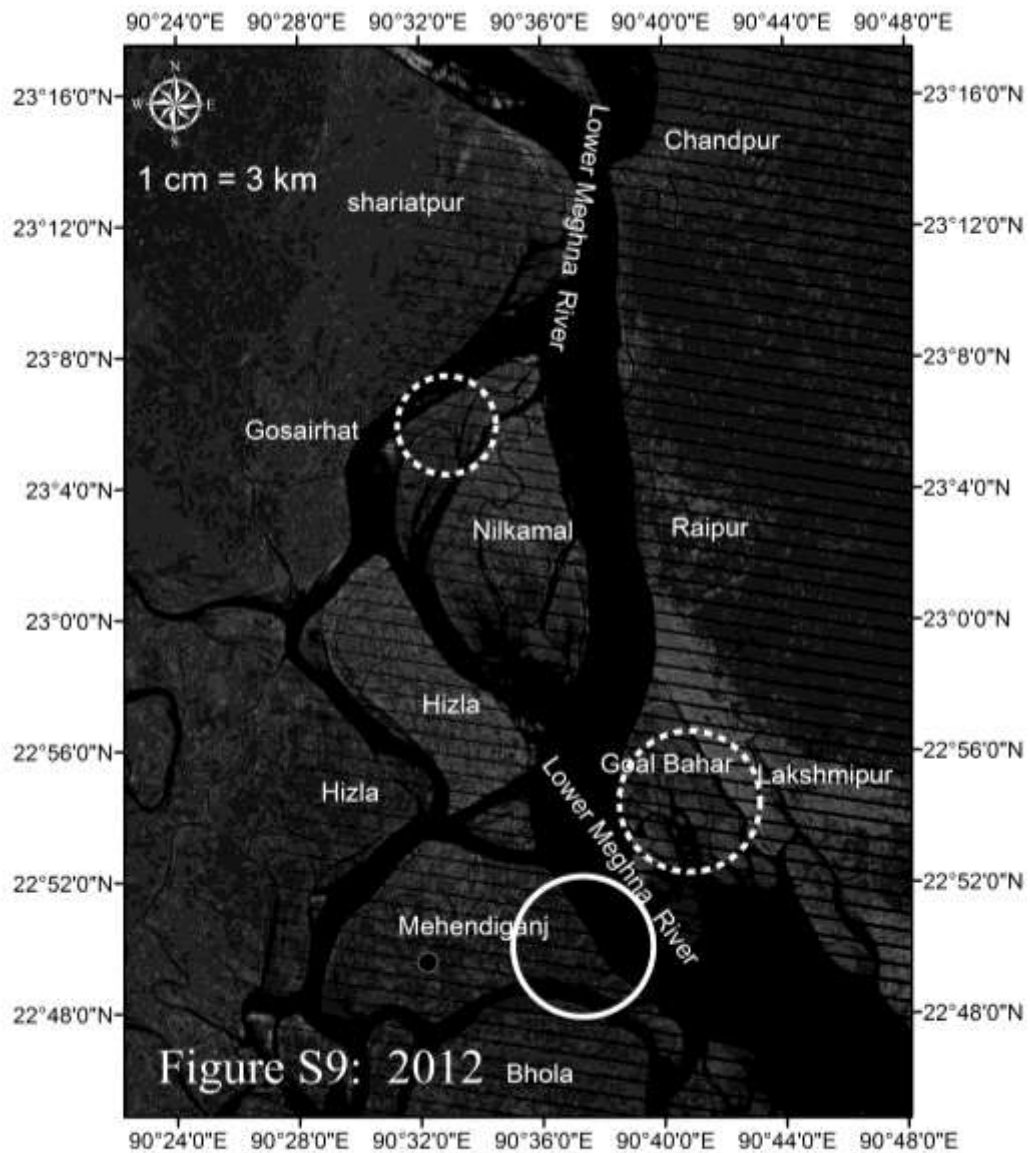 90°24'0"E 90°28'0"E 90°32'0"E 90°36'0"E 90°40'0"E 90°44'0"E 90°48'0"E
N
W E
S
23°16'0"N 23°16'0"N
Lower Meghna River
Chandpur
1 cm = 3 km
shariatpur
23°12'0"N 23°12'0"N
23°8'0"N 23°8'0"N
Gosairhat
23°4'0"N 23°4'0"N
Nilkamal Raipur
23°0'0"N 23°0'0"N
Hizla
22°56'0"N 22°56'0"N
Goal Bahar Lakshmipur
Hizla
Lower Meghna River
22°52'0"N 22°52'0"N
Mehendiganj
22°48'0"N 22°48'0"N
Figure S9: 2012 Bhola
90°24'0"E 90°28'0"E 90°32'0"E 90°36'0"E 90°40'0"E 90°44'0"E 90°48'0"E